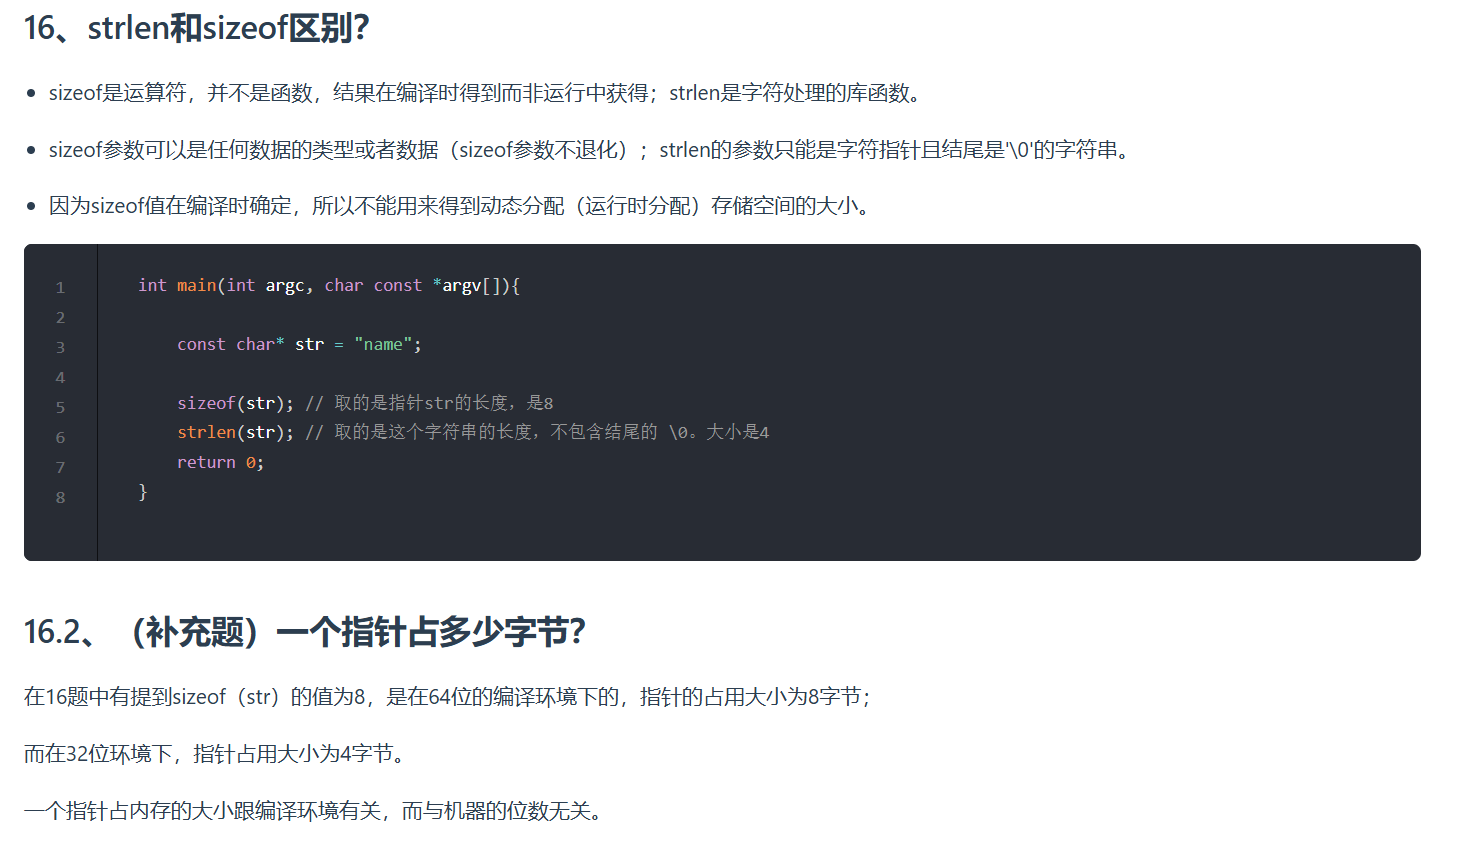 16、strlen和sizeof区别？
sizeof是运算符，并不是函数，结果在编译时得到而非运行中获得；strlen是字符处理的库函数。
sizeof参数可以是任何数据的类型或者数据（sizeof参数不退化）；strlen的参数只能是字符指针且结尾是'\0'的字符串。
因为sizeof值在编译时确定，所以不能用来得到动态分配（运行时分配）存储空间的大小。
1 int main(int argc, char const *argv[]){
2
3 const char* str = "name";
4
5 sizeof(str); // 取的是指针str的长度，是8
6 strlen(str); // 取的是这个字符串的长度，不包含结尾的 \0。大小是4
7 return 0;
8 }
16.2、（补充题）一个指针占多少字节？
在16题中有提到sizeof（str）的值为8，是在64位的编译环境下的，指针的占用大小为8字节；
而在32位环境下，指针占用大小为4字节。
一个指针占内存的大小跟编译环境有关，而与机器的位数无关。